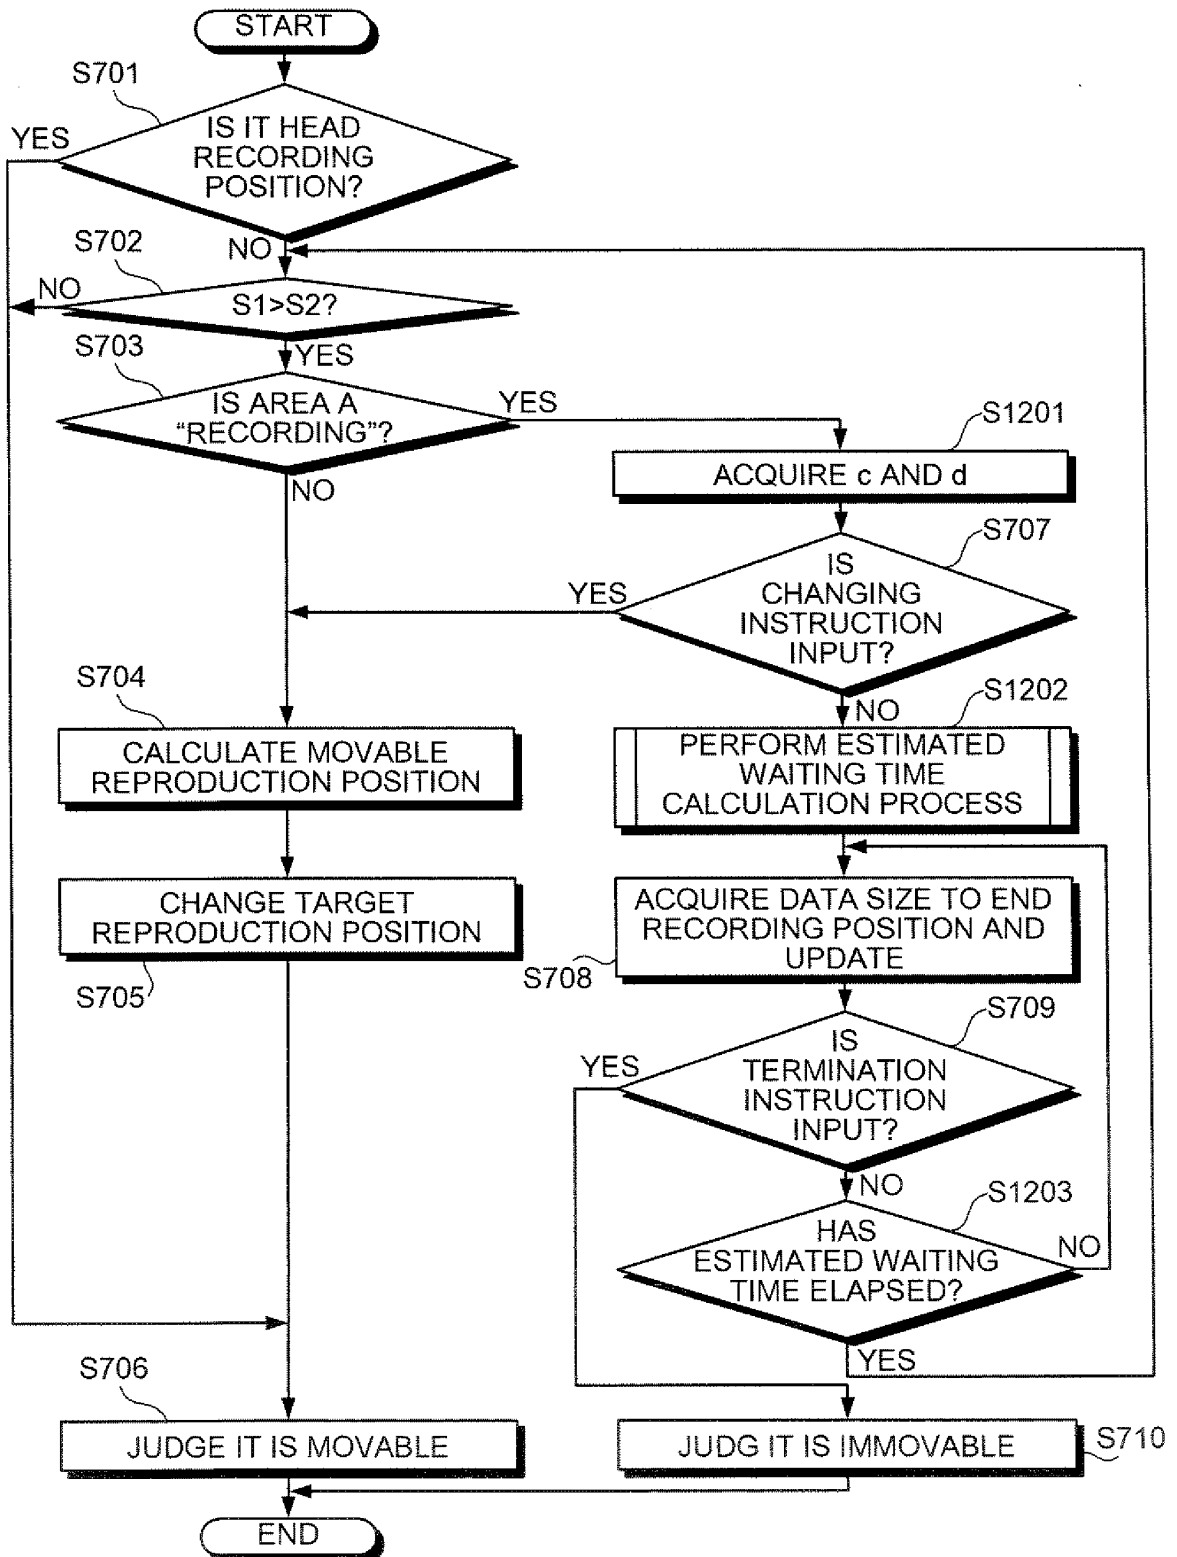 START
S701
YES
IS IT HEAD
RECORDING
POSITION?
NO
S702
NO
S1>S2?
YES
S703
IS AREA A
“RECORDING”?
YES
NO
S1201
ACQUIRE c AND d
S707
IS
CHANGING
INSTRUCTION
INPUT?
YES
NO
S704
CALCULATE MOVABLE
REPRODUCTION POSITION
S1202
PERFORM ESTIMATED
WAITING TIME
CALCULATION PROCESS
CHANGE TARGET
REPRODUCTION POSITION
S705
ACQUIRE DATA SIZE TO END
RECORDING POSITION AND
UPDATE
S708
S709
IS
TERMINATION
INSTRUCTION
INPUT?
YES
NO
S1203
HAS
ESTIMATED WAITING
TIME ELAPSED?
NO
YES
S706
JUDGE IT IS MOVABLE
JUDG IT IS IMMOVABLE
S710
END